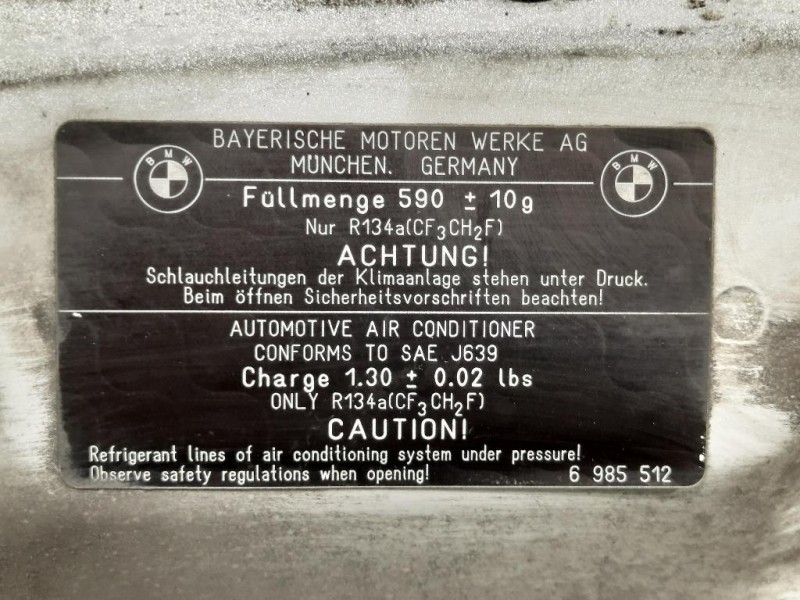 BAYERISCHE MOTOREN WERKE AG
MÜNCHEN. GERMANY
BMW
BMW
Füllmenge 590 ± 10g
Nur R134a(CF₃CH₂F)
ACHTUNG!
Schlauchleitungen der Klimaanlage stehen unter Druck.
Beim öffnen Sicherheitsvorschriften beachten!
AUTOMOTIVE AIR CONDITIONER
CONFORMS TO SAE J639
Charge 1.30 ± 0.02 lbs
ONLY R134a(CF₃CH₂F)
CAUTION!
Refrigerant lines of air conditioning system under pressure!
Observe safety regulations when opening!
6 985 512